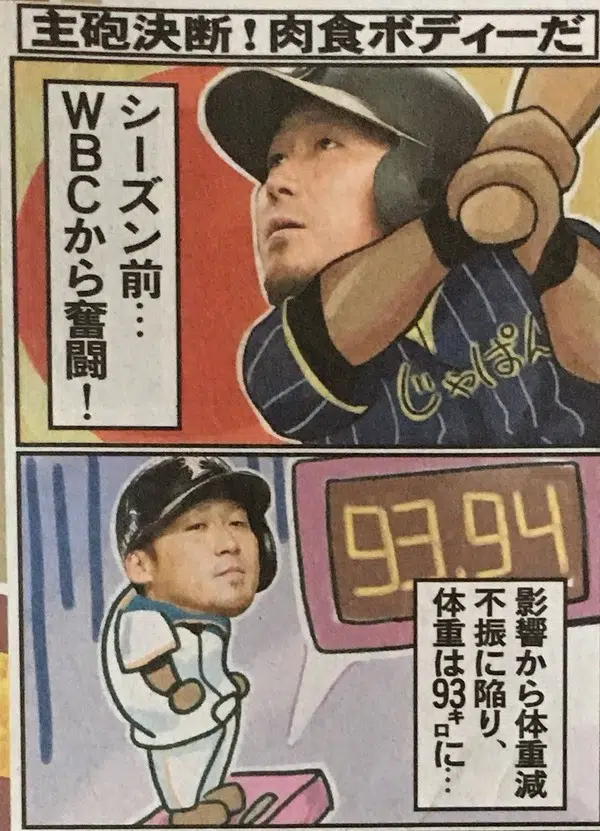 主砲決断！肉食ボディーだ
シーズン前…
WBCから奮闘！
じゃぱん
93.94
影響から体重減
不振に陥り、
体重は93㌔に…